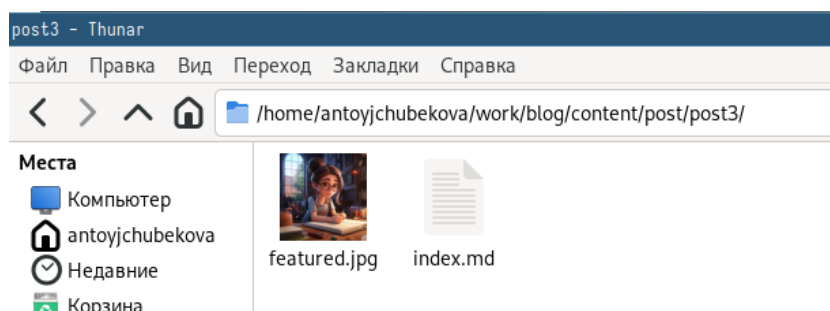 post3 – Thunar
Файл Правка Вид Переход Закладки Справка
/home/antoyjchubekova/work/blog/content/post/post3/
Места
Компьютер
antoyjchubekova
Недавние
Корзина
featured.jpg index.md